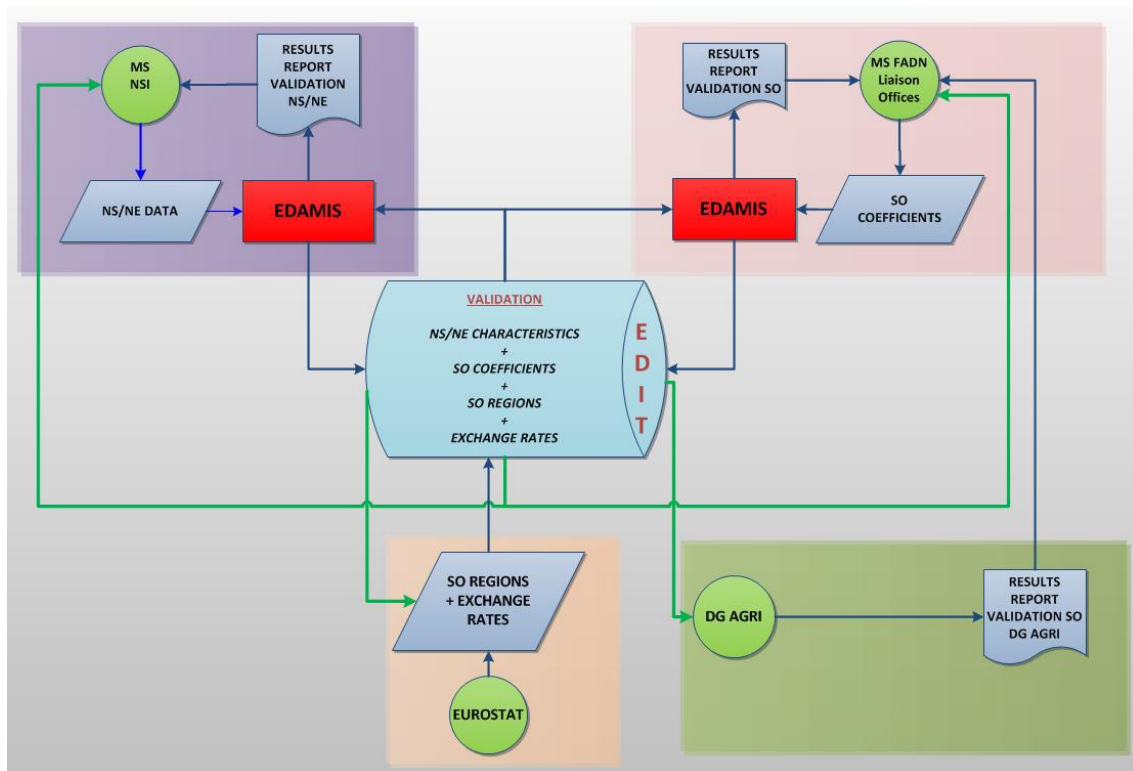 MS
NSI
RESULTS
REPORT
VALIDATION
NS/NE
NS/NE DATA
EDAMIS
RESULTS
REPORT
VALIDATION SO
MS FADN
Liaison
Offices
EDAMIS
SO
COEFFICIENTS
VALIDATION
NS/NE CHARACTERISTICS
+
SO COEFFICIENTS
+
SO REGIONS
+
EXCHANGE RATES
E
D
I
T
SO REGIONS
+ EXCHANGE
RATES
EUROSTAT
DG AGRI
RESULTS
REPORT
VALIDATION SO
DG AGRI